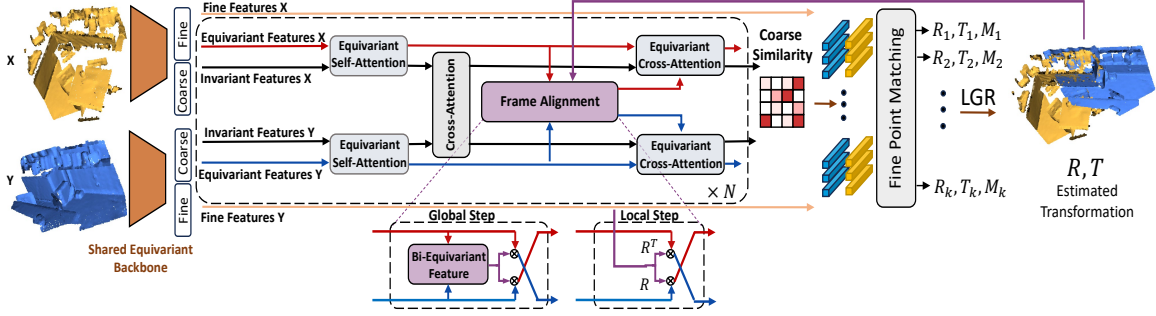 Fine Features X
X
Fine
Coarse
Equivariant Features X
Invariant Features X
Equivariant
Self-Attention
Cross-Attention
Frame Alignment
Equivariant
Cross-Attention
Coarse
Similarity
Fine Point Matching
R₁, T₁, M₁
R₂, T₂, M₂
LGR
Rₖ, Tₖ, Mₖ
R, T
Estimated
Transformation
Y
Coarse
Fine
Invariant Features Y
Equivariant Features Y
Equivariant
Self-Attention
Equivariant
Cross-Attention
× N
Fine Features Y
Shared Equivariant
Backbone
Global Step
Bi-Equivariant
Feature
Local Step
Rᵀ
R